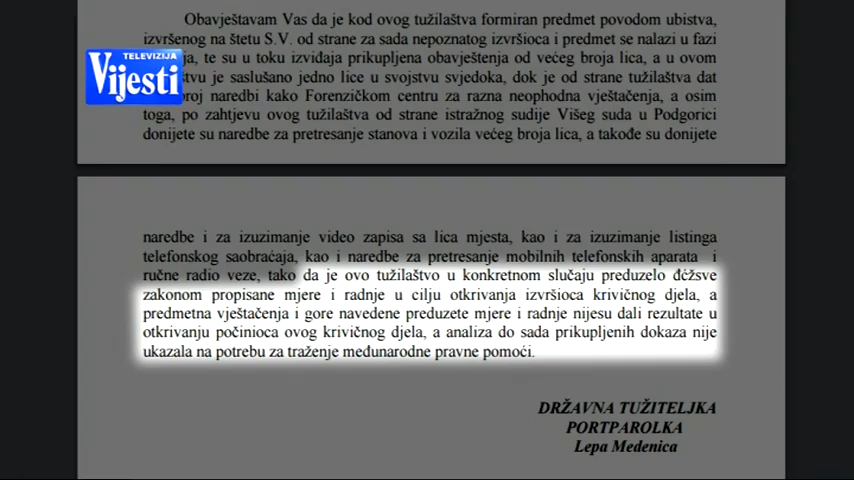 Obavještavam Vas da je kod ovog tužilaštva formiran predmet povodom ubistva,
izvršenog na štetu S.V. od strane za sada nepoznatog izvršioca i predmet se nalazi u fazi
TELEVIZIJA
Vijesti
te su u toku izviđaja prikupljena obavještenja od većeg broja lica, a u ovom
je saslušano jedno lice u svojstvu svjedoka, dok je od strane tužilaštva dat
broj naredbi kako Forenzičkom centru za razna neophodna vještačenja, a osim
toga, po zahtjevu ovog tužilaštva od strane istražnog sudije Višeg suda u Podgorici
donijete su naredbe za pretresanje stanova i vozila većeg broja lica, a takođe su donijete
naredbe i za izuzimanje video zapisa sa lica mjesta, kao i za izuzimanje listinga
telefonskog saobraćaja, kao i naredbe za pretresanje mobilnih telefonskih aparata i
ručne radio veze, tako da je ovo tužilaštvo u konkretnom slučaju preduzelo đćžsve
zakonom propisane mjere i radnje u cilju otkrivanja izvršioca krivičnog djela, a
predmetna vještačenja i gore navedene preduzete mjere i radnje nijesu dali rezultate u
otkrivanju počinioca ovog krivičnog djela, a analiza do sada prikupljenih dokaza nije
ukazala na potrebu za traženje međunarodne pravne pomoći.
DRŽAVNA TUŽITELJKA
PORTPAROLKA
Lepa Medenica